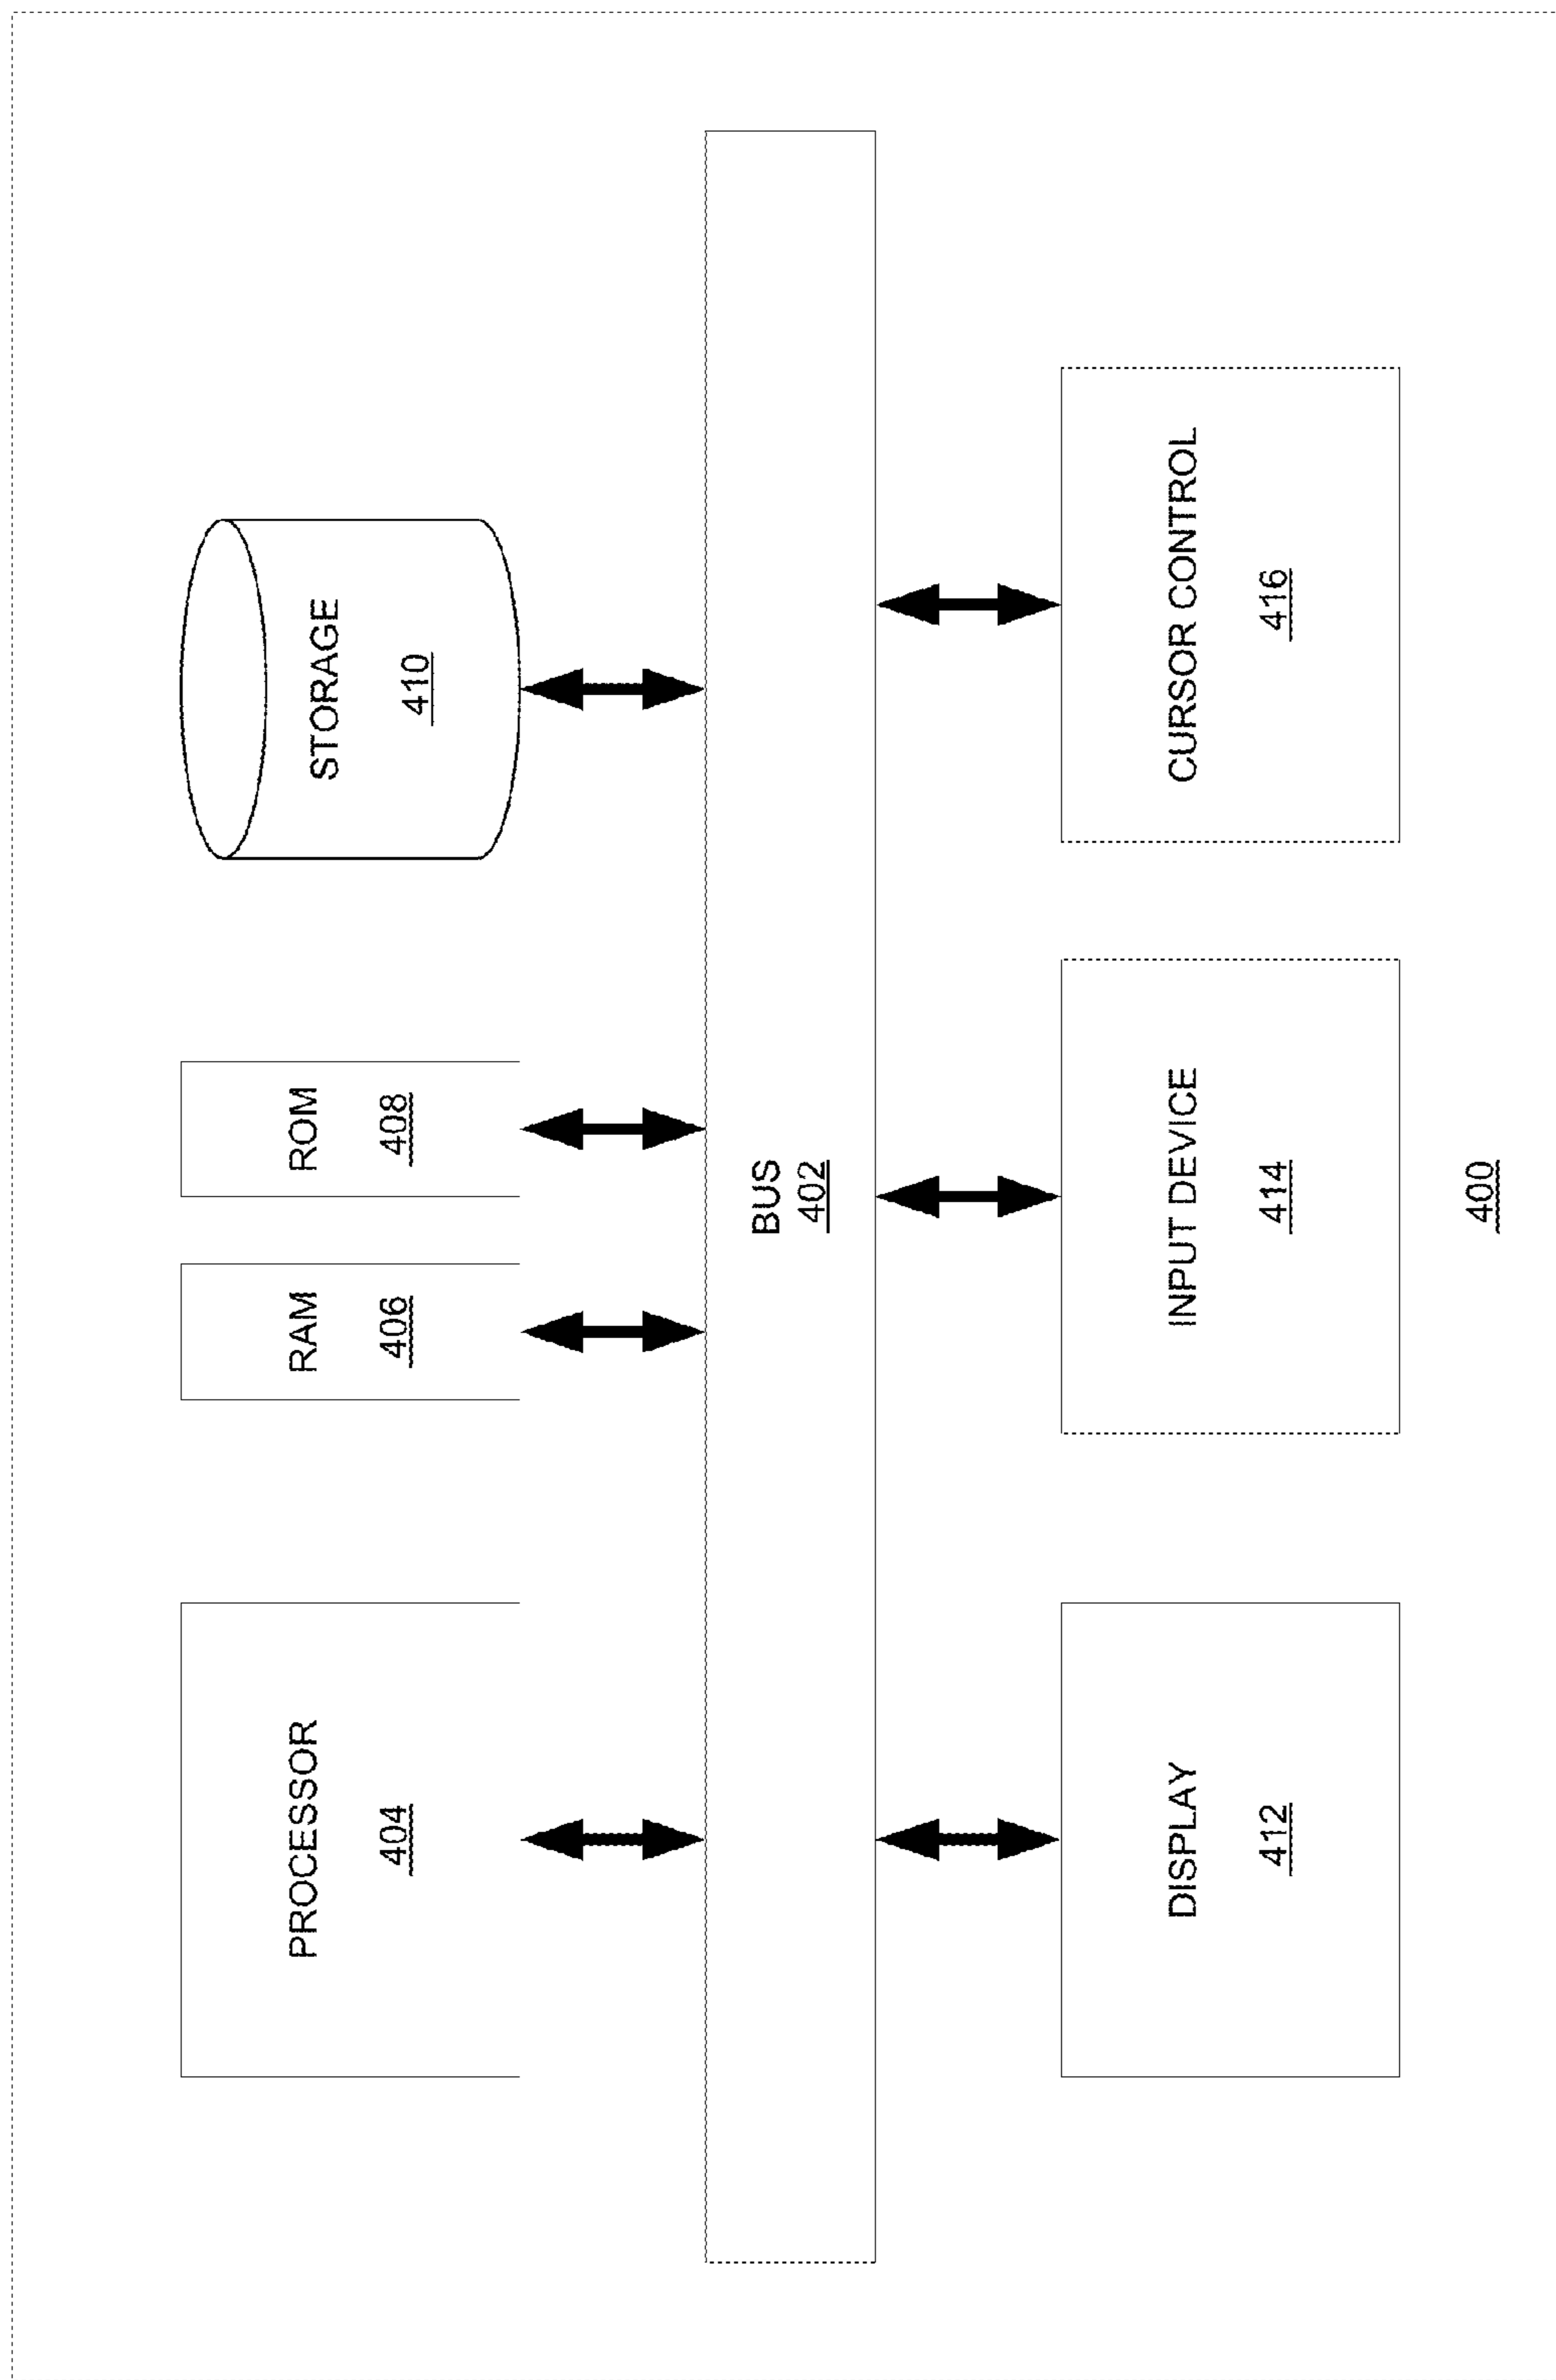 PROCESSOR
404
RAM
406
ROM
408
STORAGE
410
BUS
402
DISPLAY
412
INPUT DEVICE
414
CURSOR CONTROL
416
400